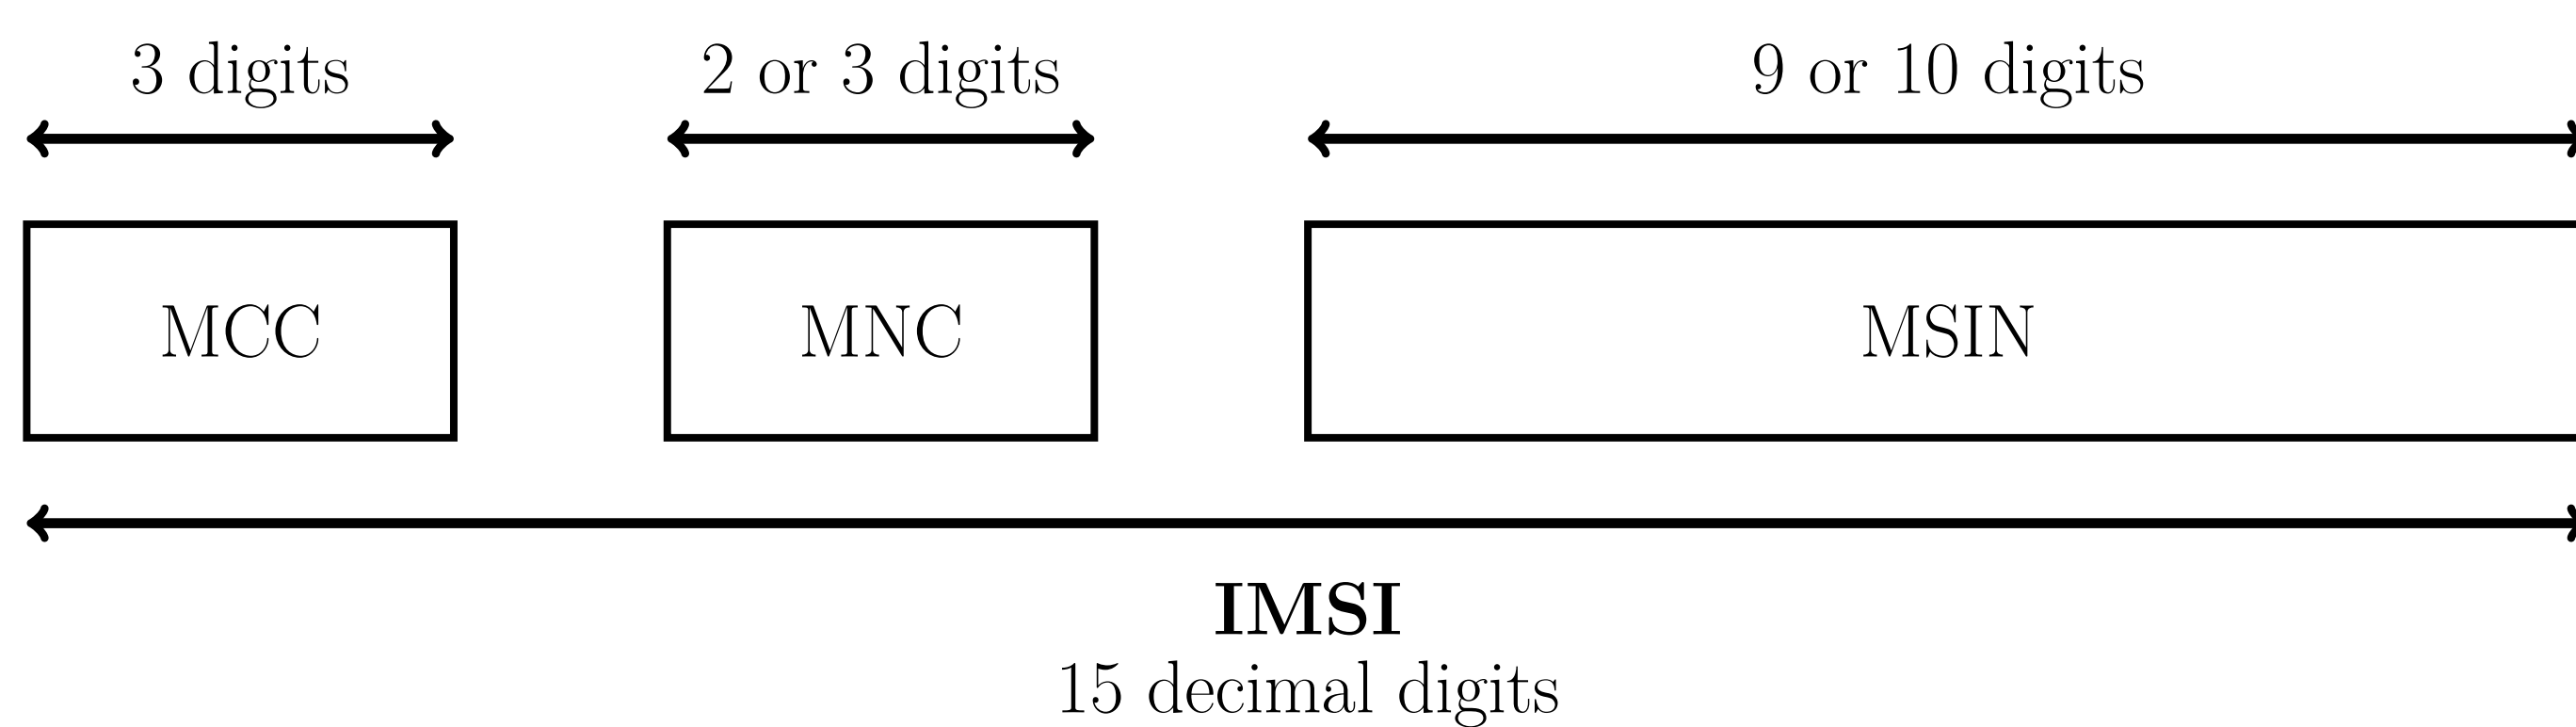 3 digits
2 or 3 digits
9 or 10 digits
MCC
MNC
MSIN
IMSI
15 decimal digits